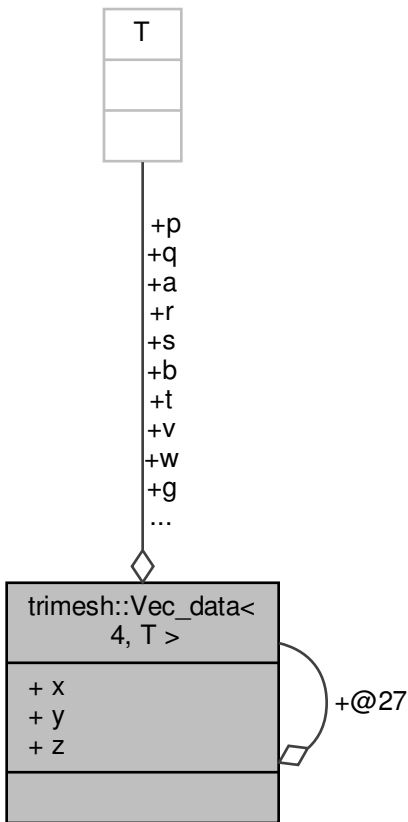 T
+p
+q
+a
+r
+s
+b
+t
+v
+w
+g
...
trimesh::Vec_data<
4, T >
+ x
+ y
+ z
+@27